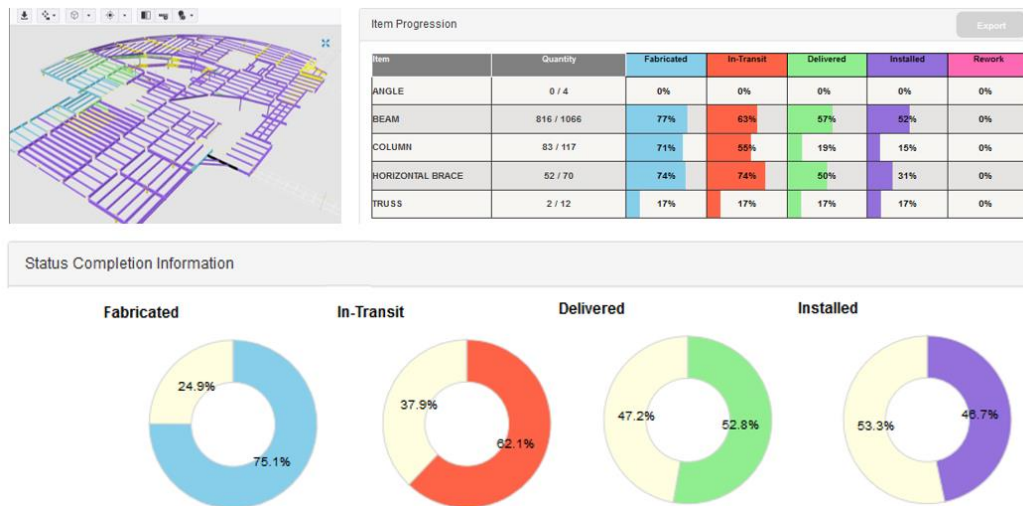 Item Progression
Export
Item Quantity Fabricated In-Transit Delivered Installed Rework
ANGLE 0 / 4 0% 0% 0% 0% 0%
BEAM 816 / 1066 77% 63% 57% 52% 0%
COLUMN 83 / 117 71% 55% 19% 15% 0%
HORIZONTAL BRACE 52 / 70 74% 74% 50% 31% 0%
TRUSS 2 / 12 17% 17% 17% 17% 0%
Status Completion Information
Fabricated In-Transit Delivered Installed
24.9% 75.1%
37.9% 62.1%
47.2% 52.8%
53.3% 46.7%